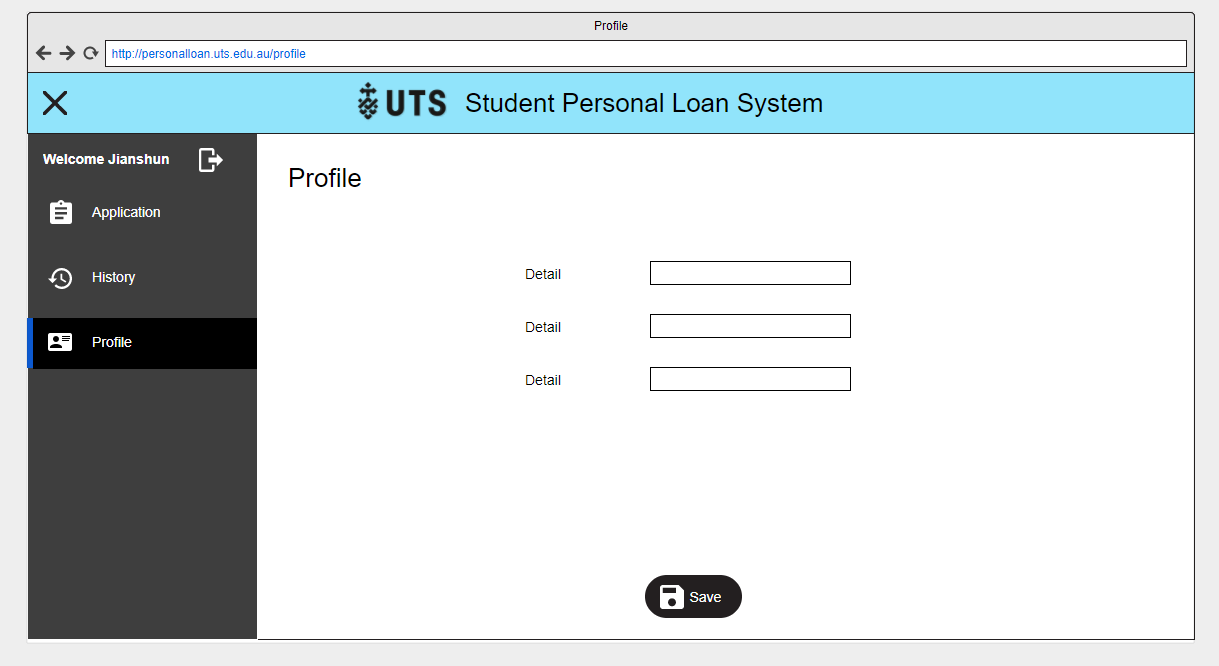 Profile
http://personalloan.uts.edu.au/profile
UTS Student Personal Loan System
Welcome Jianshun
Application
History
Profile
Profile
Detail
Detail
Detail
Save